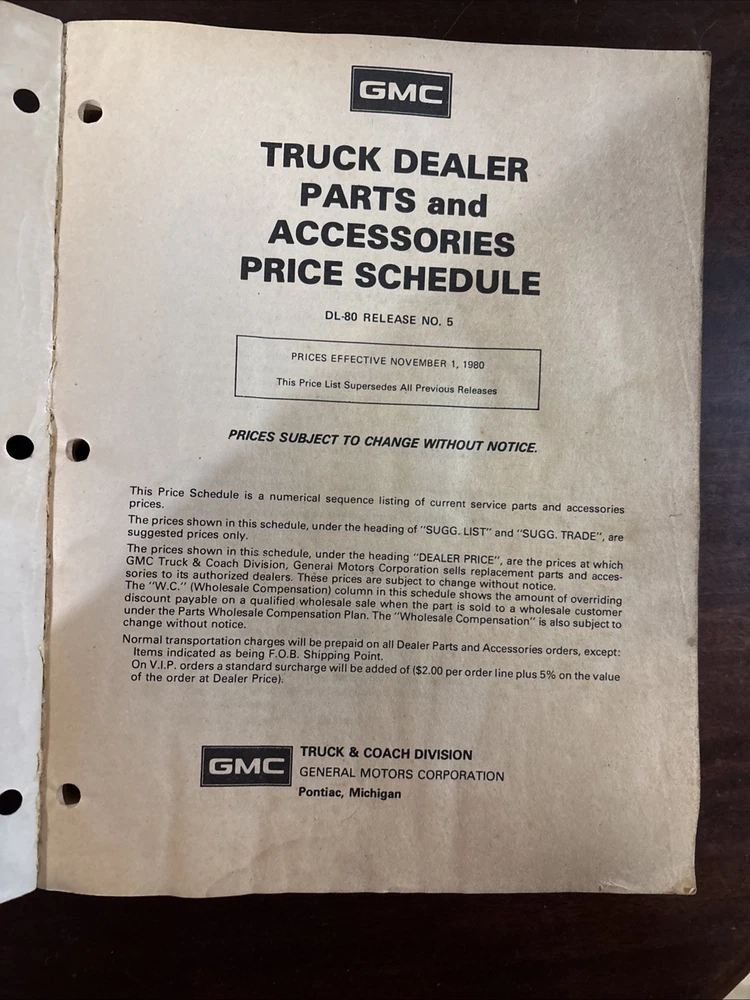 GMC
TRUCK DEALER
PARTS and
ACCESSORIES
PRICE SCHEDULE
DL-80 RELEASE NO. 5
PRICES EFFECTIVE NOVEMBER 1, 1980
This Price List Supersedes All Previous Releases
PRICES SUBJECT TO CHANGE WITHOUT NOTICE.
This Price Schedule is a numerical sequence listing of current service parts and accessories
prices.
The prices shown in this schedule, under the heading of "SUGG. LIST" and "SUGG. TRADE", are
suggested prices only.
The prices shown in this schedule, under the heading "DEALER PRICE", are the prices at which
GMC Truck & Coach Division, General Motors Corporation sells replacement parts and acces-
sories to its authorized dealers. These prices are subject to change without notice.
The "W.C." (Wholesale Compensation) column in this schedule shows the amount of overriding
discount payable on a qualified wholesale sale when the part is sold to a wholesale customer
under the Parts Wholesale Compensation Plan. The "Wholesale Compensation" is also subject to
change without notice.
Normal transportation charges will be prepaid on all Dealer Parts and Accessories orders, except:
Items indicated as being F.O.B. Shipping Point.
On V.I.P. orders a standard surcharge will be added of ($2.00 per order line plus 5% on the value
of the order at Dealer Price).
GMC
TRUCK & COACH DIVISION
GENERAL MOTORS CORPORATION
Pontiac, Michigan